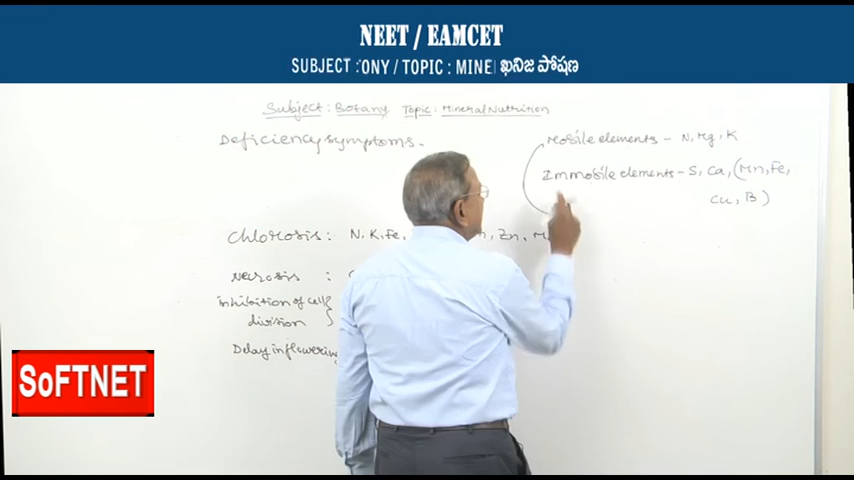 NEET / EAMCET
SUBJECT : ONY / TOPIC : MINE ఖనిజ పోషణ
Subject: Botany Topic: Mineral Nutrition
Deficiency symptoms.
Mobile elements - N, Mg, K
Immobile elements - S, Ca, (Mn, Fe,
Cu, B)
Chlorosis : N, K, Fe, Zn,
Necrosis :
Inhibition of cell }
division
Delay in flowering
SOFTNET